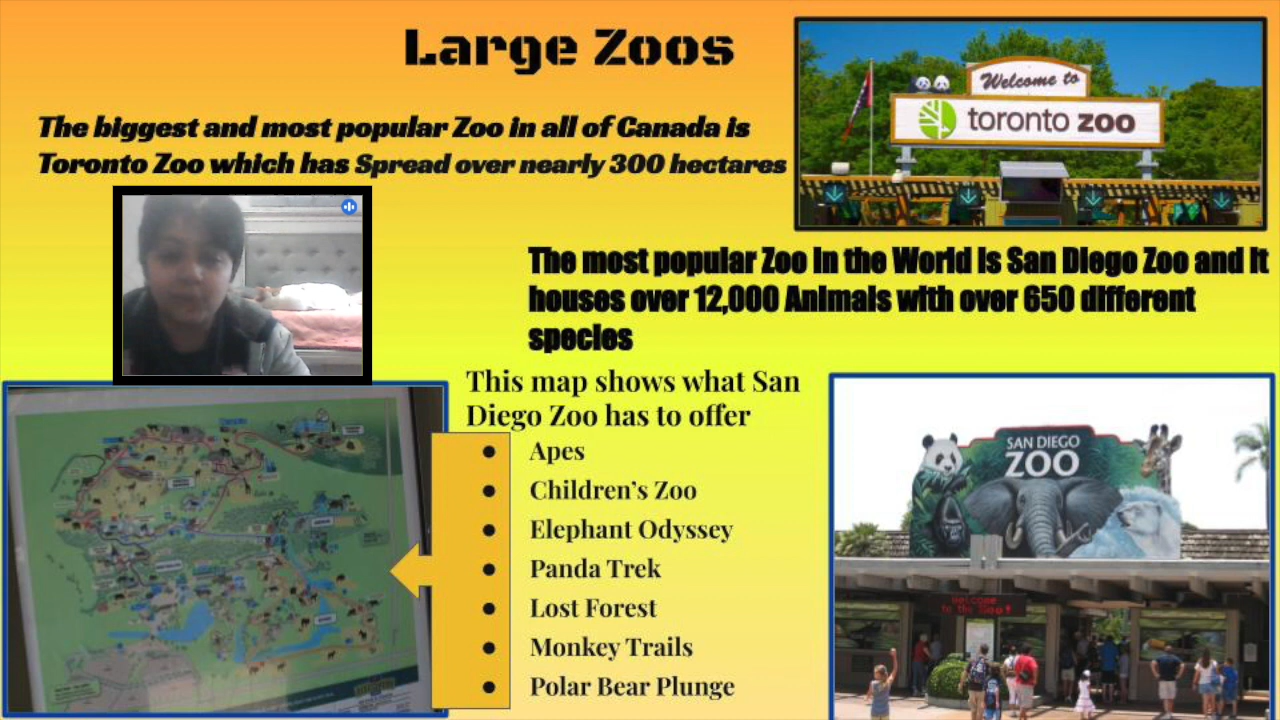 Large Zoos
The biggest and most popular Zoo in all of Canada is
Toronto Zoo which has Spread over nearly 300 hectares
Welcome to
toronto zoo
The most popular Zoo in the World is San Diego Zoo and it
houses over 12,000 Animals with over 650 different
species
This map shows what San
Diego Zoo has to offer
Apes
Children's Zoo
Elephant Odyssey
Panda Trek
Lost Forest
Monkey Trails
Polar Bear Plunge
SAN DIEGO
ZOO
Welcome
to the Zoo!